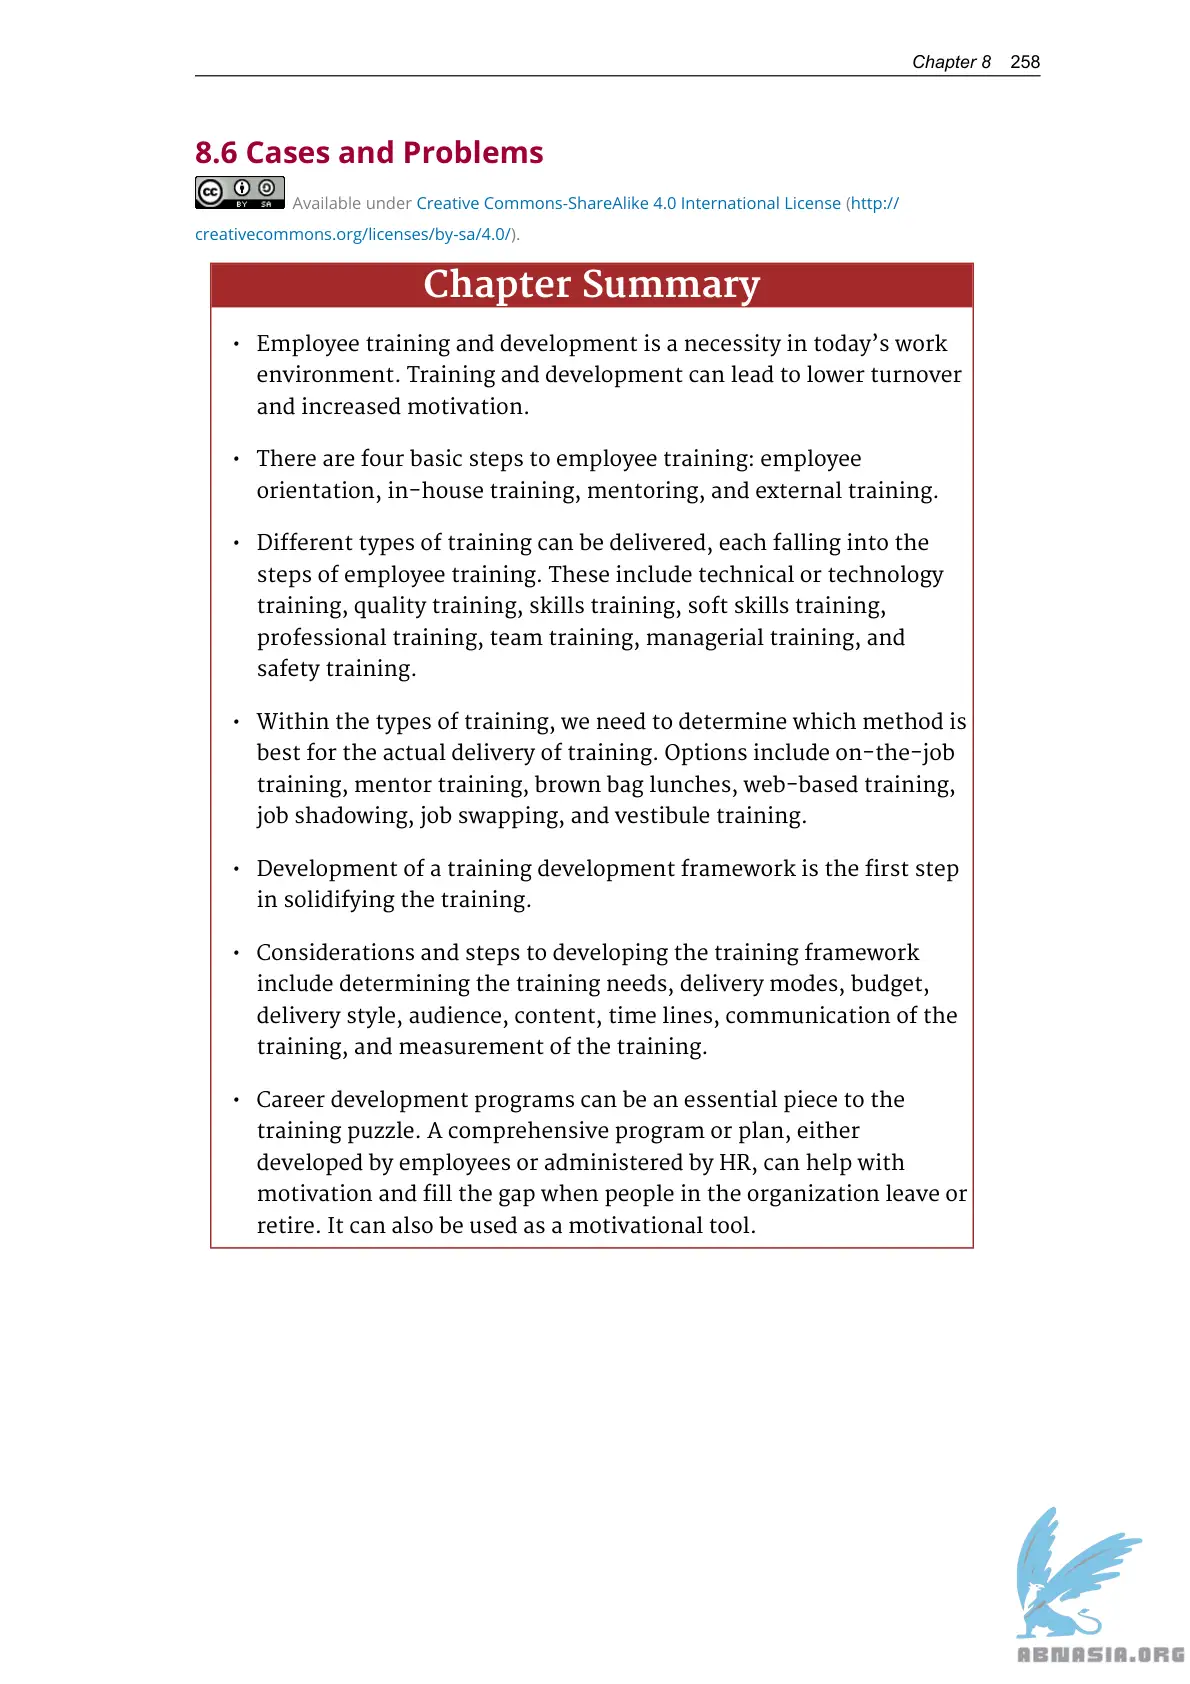 Chapter 8 258
8.6 Cases and Problems
cc BY SA Available under Creative Commons-ShareAlike 4.0 International License (http://
creativecommons.org/licenses/by-sa/4.0/).
Chapter Summary
• Employee training and development is a necessity in today’s work
environment. Training and development can lead to lower turnover
and increased motivation.
• There are four basic steps to employee training: employee
orientation, in-house training, mentoring, and external training.
• Different types of training can be delivered, each falling into the
steps of employee training. These include technical or technology
training, quality training, skills training, soft skills training,
professional training, team training, managerial training, and
safety training.
• Within the types of training, we need to determine which method is
best for the actual delivery of training. Options include on-the-job
training, mentor training, brown bag lunches, web-based training,
job shadowing, job swapping, and vestibule training.
• Development of a training development framework is the first step
in solidifying the training.
• Considerations and steps to developing the training framework
include determining the training needs, delivery modes, budget,
delivery style, audience, content, time lines, communication of the
training, and measurement of the training.
• Career development programs can be an essential piece to the
training puzzle. A comprehensive program or plan, either
developed by employees or administered by HR, can help with
motivation and fill the gap when people in the organization leave or
retire. It can also be used as a motivational tool.
ABNASIA.ORG